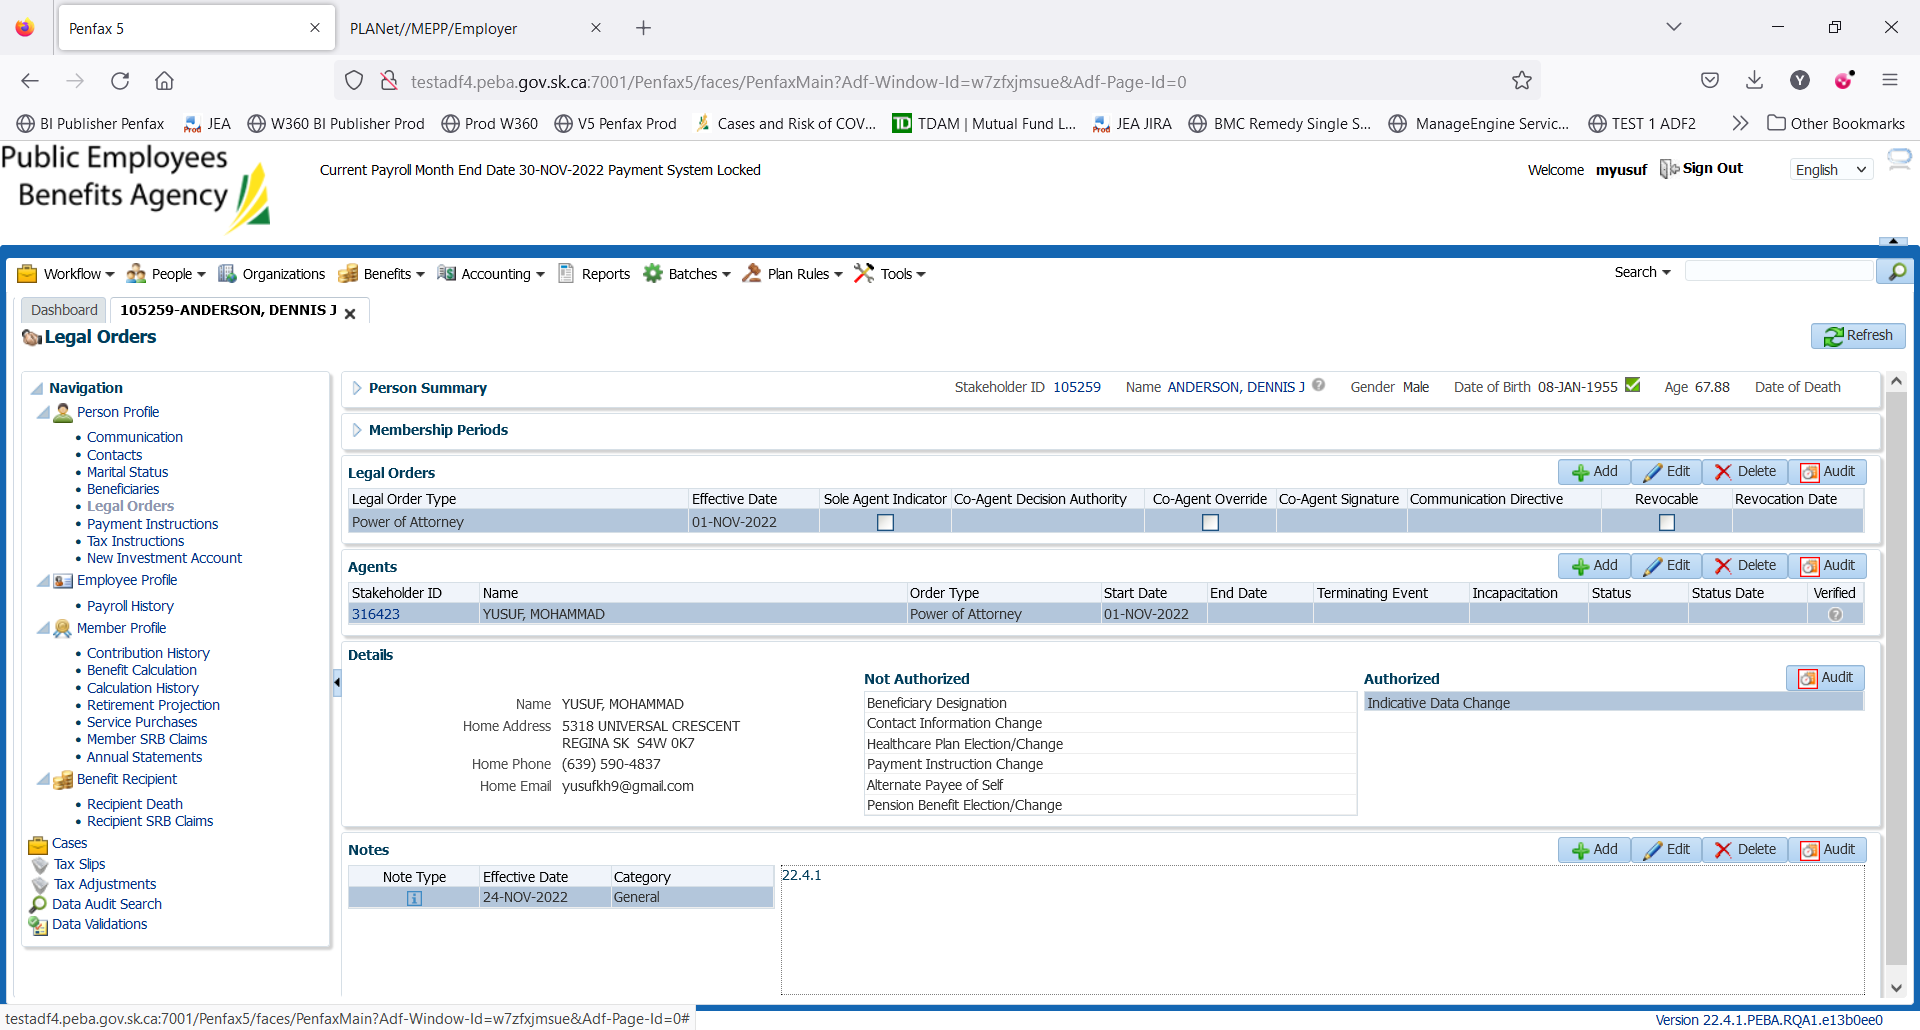 Penfax 5
PLANet//MEPP/Employer
testadf4.peba.gov.sk.ca:7001/Penfax5/faces/PenfaxMain?Adf-Window-Id=w7zfxjmsue&Adf-Page-Id=0
Y
BI Publisher Penfax
JEA
W360 BI Publisher Prod
Prod W360
V5 Penfax Prod
Cases and Risk of COV...
TDAM | Mutual Fund L...
JEA JIRA
BMC Remedy Single S...
ManageEngine Servic...
TEST 1 ADF2
Other Bookmarks
Public Employees
Benefits Agency
Current Payroll Month End Date 30-NOV-2022 Payment System Locked
Welcome myusuf Sign Out English
Workflow People Organizations Benefits Accounting Reports Batches Plan Rules Tools Search
Dashboard 105259-ANDERSON, DENNIS J
Legal Orders Refresh
Navigation
Person Profile
Communication
Contacts
Marital Status
Beneficiaries
Legal Orders
Payment Instructions
Tax Instructions
New Investment Account
Employee Profile
Payroll History
Member Profile
Contribution History
Benefit Calculation
Calculation History
Retirement Projection
Service Purchases
Member SRB Claims
Annual Statements
Benefit Recipient
Recipient Death
Recipient SRB Claims
Cases
Tax Slips
Tax Adjustments
Data Audit Search
Data Validations
Person Summary Stakeholder ID 105259 Name ANDERSON, DENNIS J Gender Male Date of Birth 08-JAN-1955 Age 67.88 Date of Death
Membership Periods
Legal Orders Add Edit Delete Audit
Legal Order Type Effective Date Sole Agent Indicator Co-Agent Decision Authority Co-Agent Override Co-Agent Signature Communication Directive Revocable Revocation Date
Power of Attorney 01-NOV-2022
Agents Add Edit Delete Audit
Stakeholder ID Name Order Type Start Date End Date Terminating Event Incapacitation Status Status Date Verified
316423 YUSUF, MOHAMMAD Power of Attorney 01-NOV-2022
Details
Name YUSUF, MOHAMMAD
Home Address 5318 UNIVERSAL CRESCENT
REGINA SK S4W 0K7
Home Phone (639) 590-4837
Home Email yusufkh9@gmail.com
Not Authorized
Beneficiary Designation
Contact Information Change
Healthcare Plan Election/Change
Payment Instruction Change
Alternate Payee of Self
Pension Benefit Election/Change
Authorized Audit
Indicative Data Change
Notes Add Edit Delete Audit
Note Type Effective Date Category
24-NOV-2022 General
22.4.1
testadf4.peba.gov.sk.ca:7001/Penfax5/faces/PenfaxMain?Adf-Window-Id=w7zfxjmsue&Adf-Page-Id=0#
Version 22.4.1.PEBA.RQA1.e13b0ee0